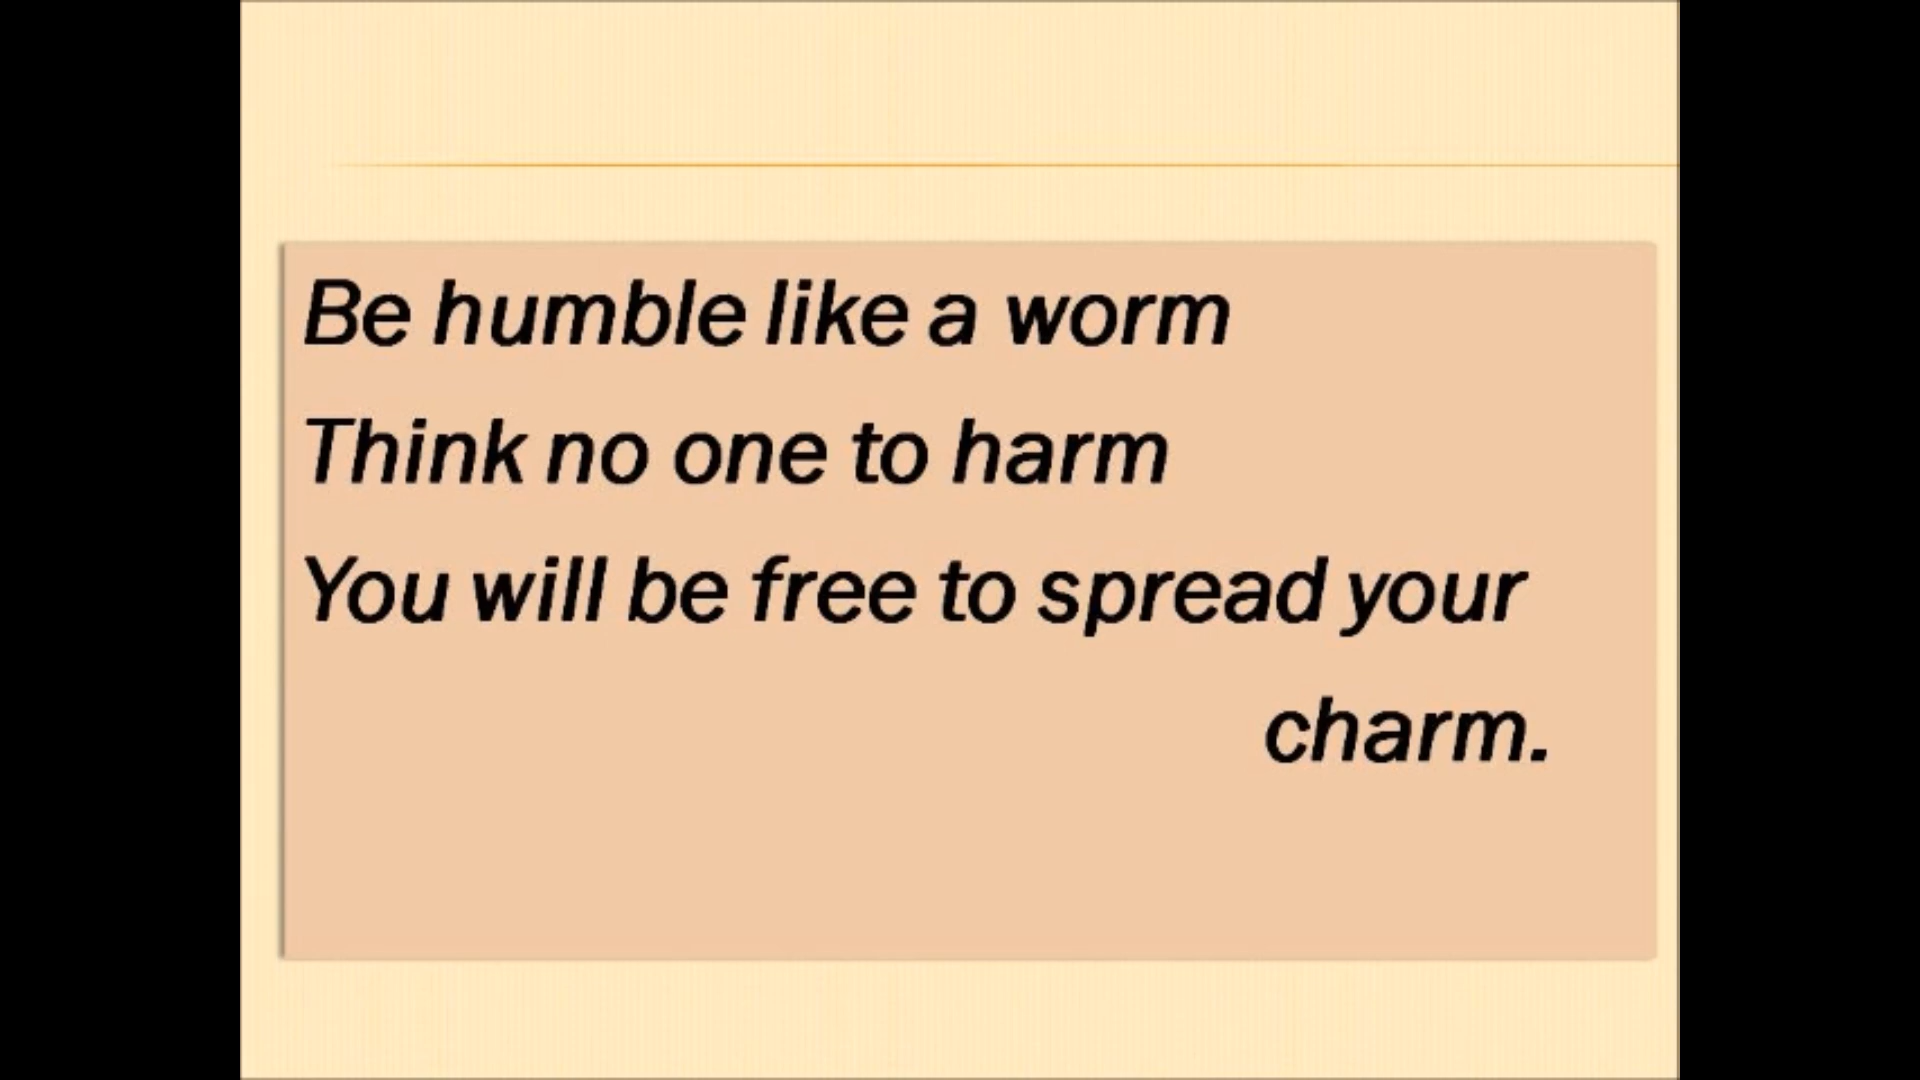 Be humble like a worm
Think no one to harm
You will be free to spread your
charm.